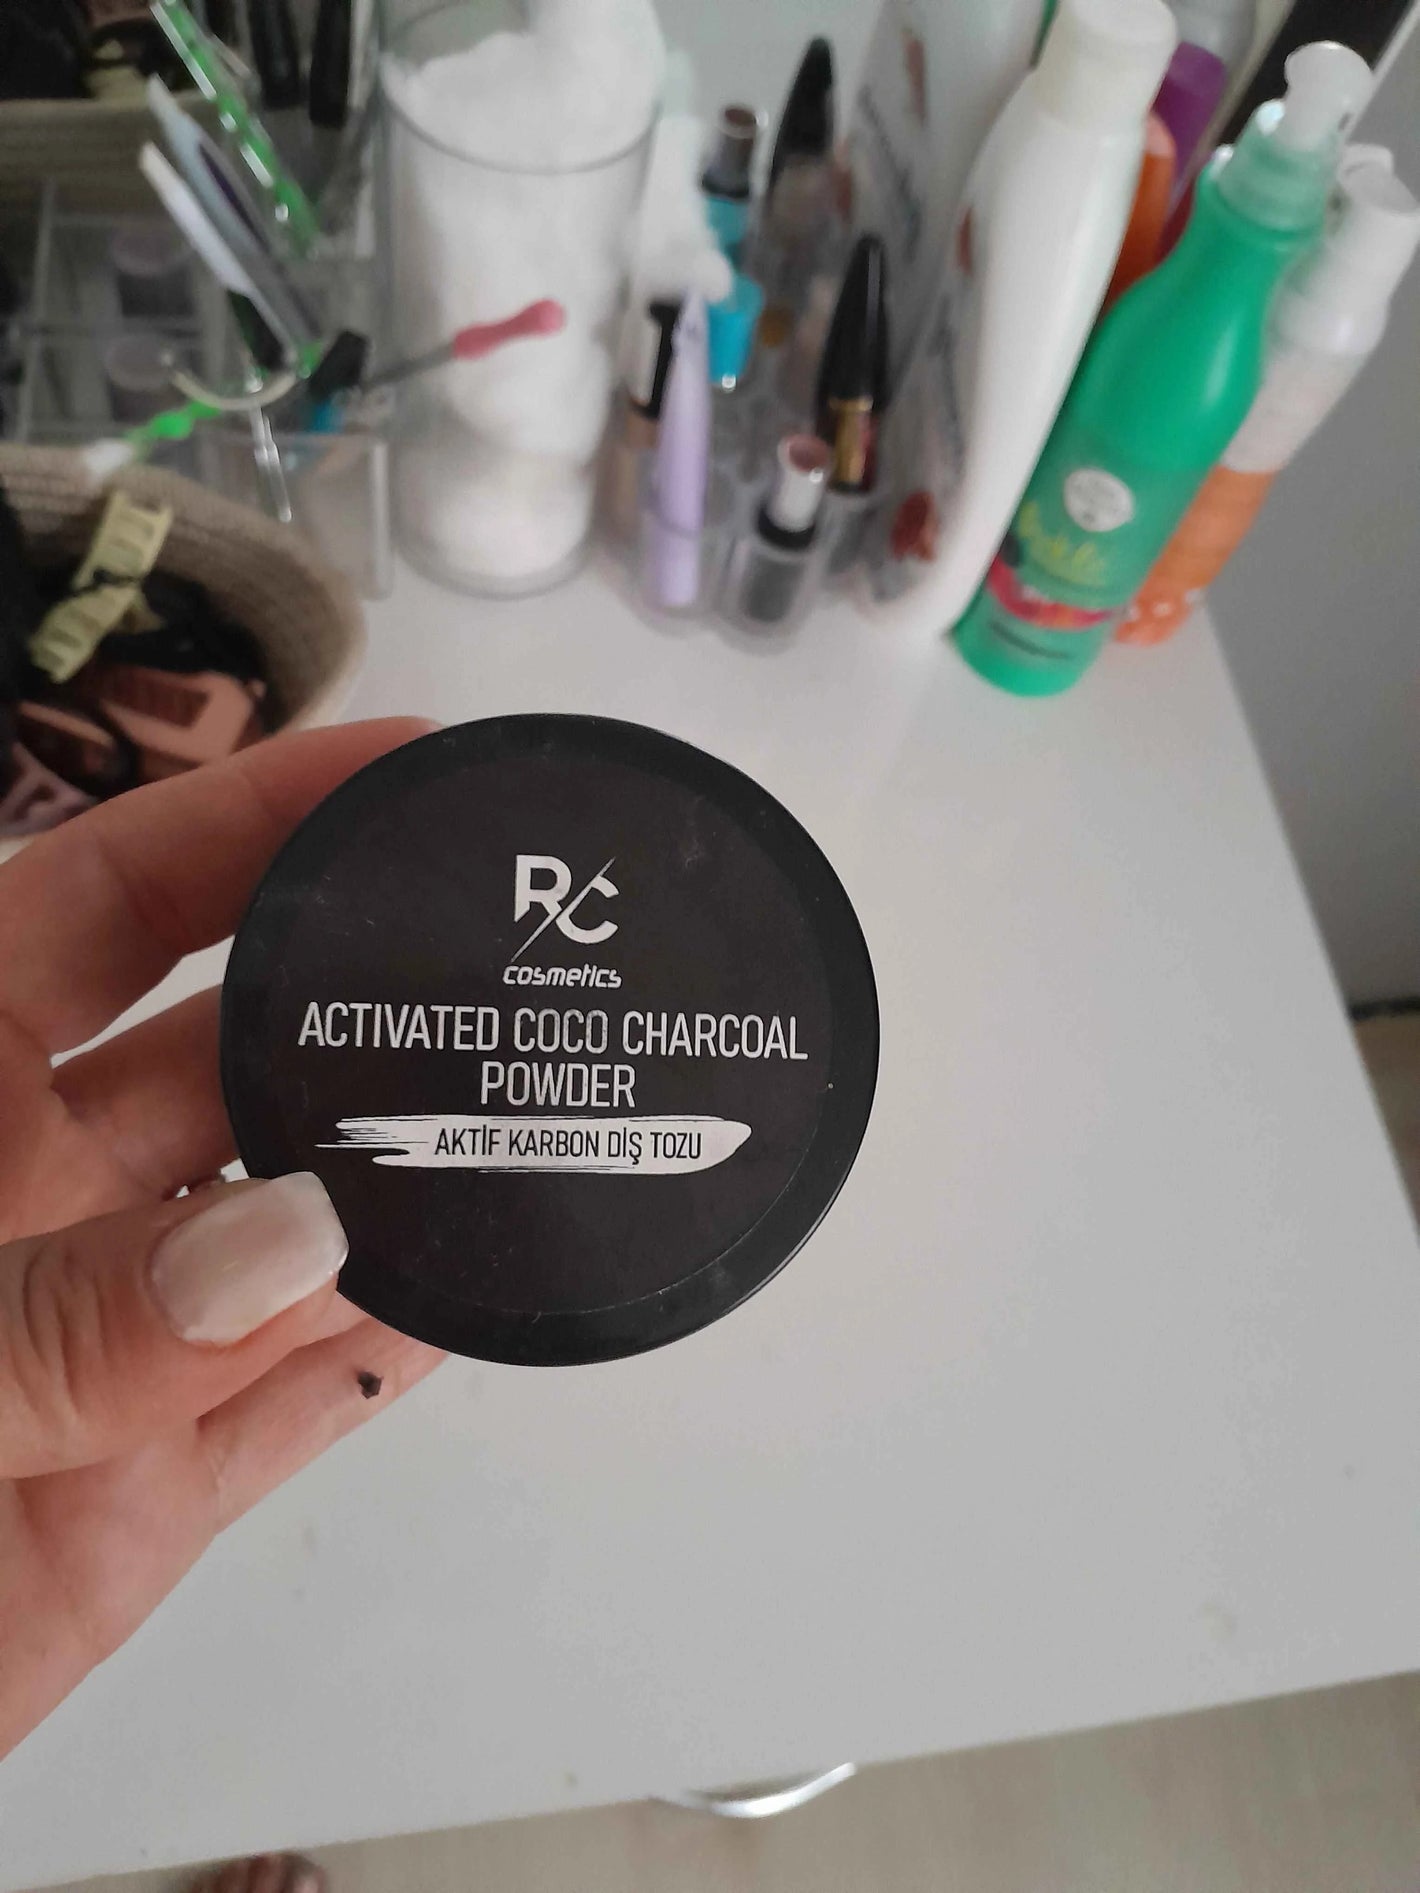 RC
cosmetics
ACTIVATED COCO CHARCOAL
POWDER
AKTİF KARBON DİŞ TOZU